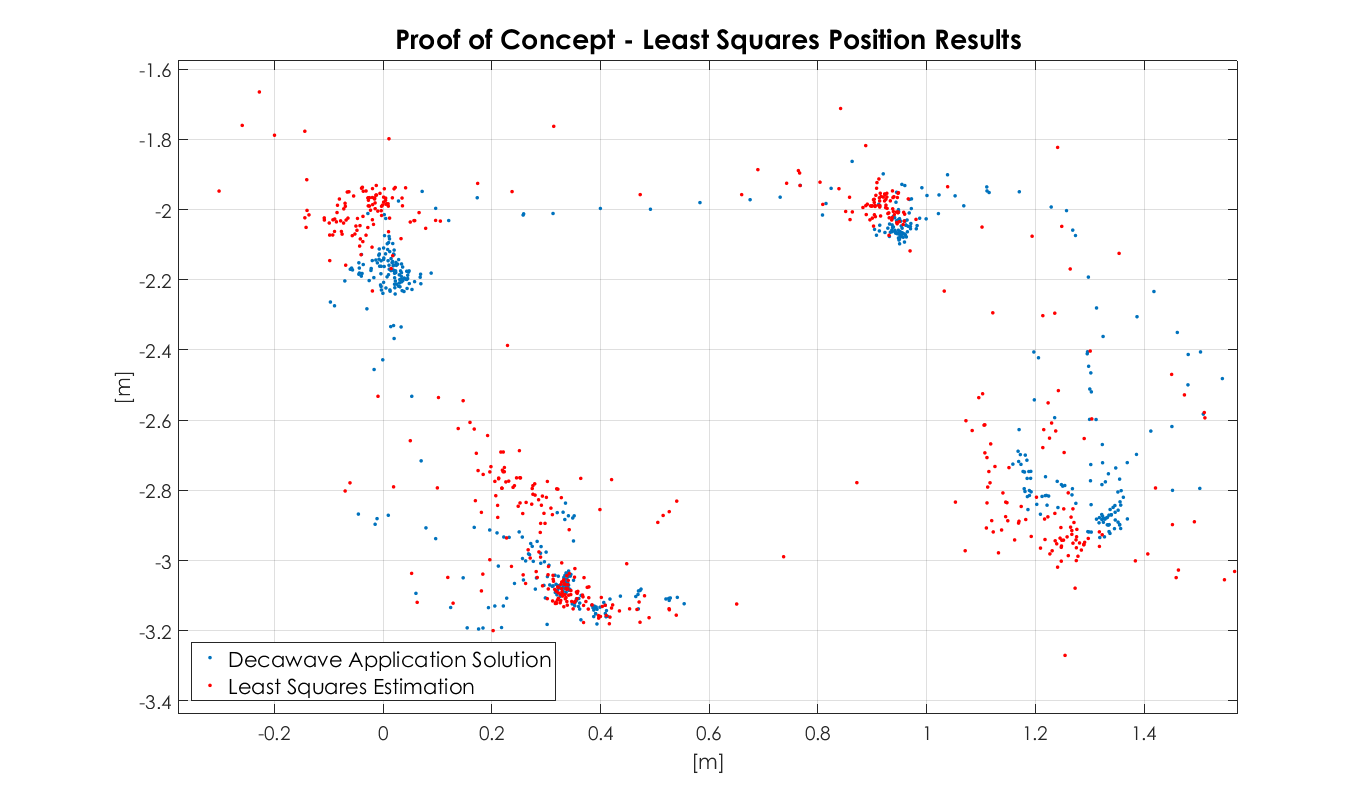 Proof of Concept - Least Squares Position Results
-1.6
-1.8
-2
-2.2
-2.4
-2.6
-2.8
-3
-3.2
-3.4
[m]
Decawave Application Solution
Least Squares Estimation
-0.2 0 0.2 0.4 0.6 0.8 1 1.2 1.4
[m]